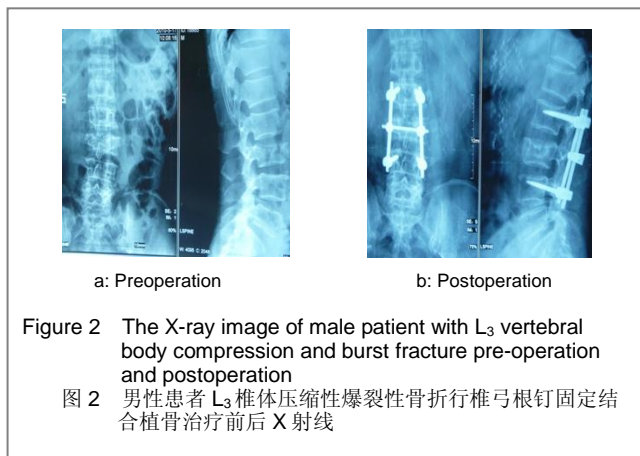 a: Preoperation
b: Postoperation
Figure 2 The X-ray image of male patient with L₃ vertebral
body compression and burst fracture pre-operation
and postoperation
图 2 男性患者 L₃ 椎体压缩性爆裂性骨折行椎弓根钉固定结
合植骨治疗前后 X 射线